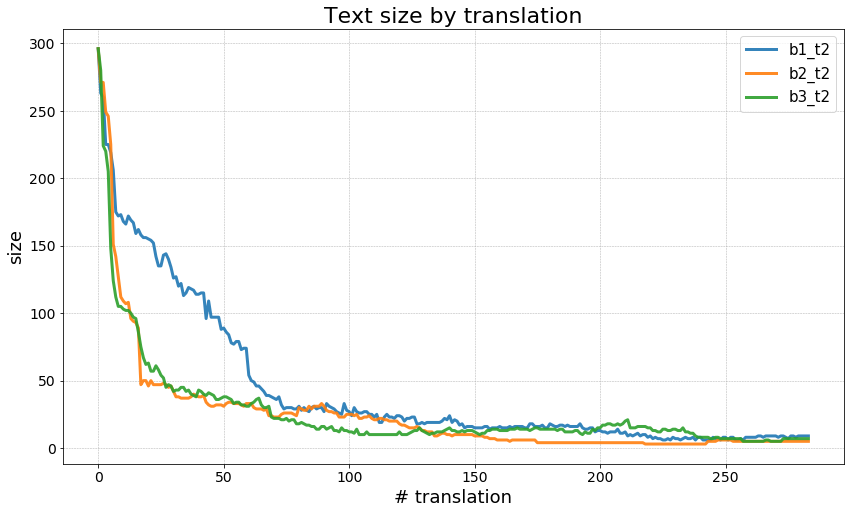 Text size by translation
300
250
200
150
100
50
0
size
0 50 100 150 200 250
# translation
b1_t2
b2_t2
b3_t2